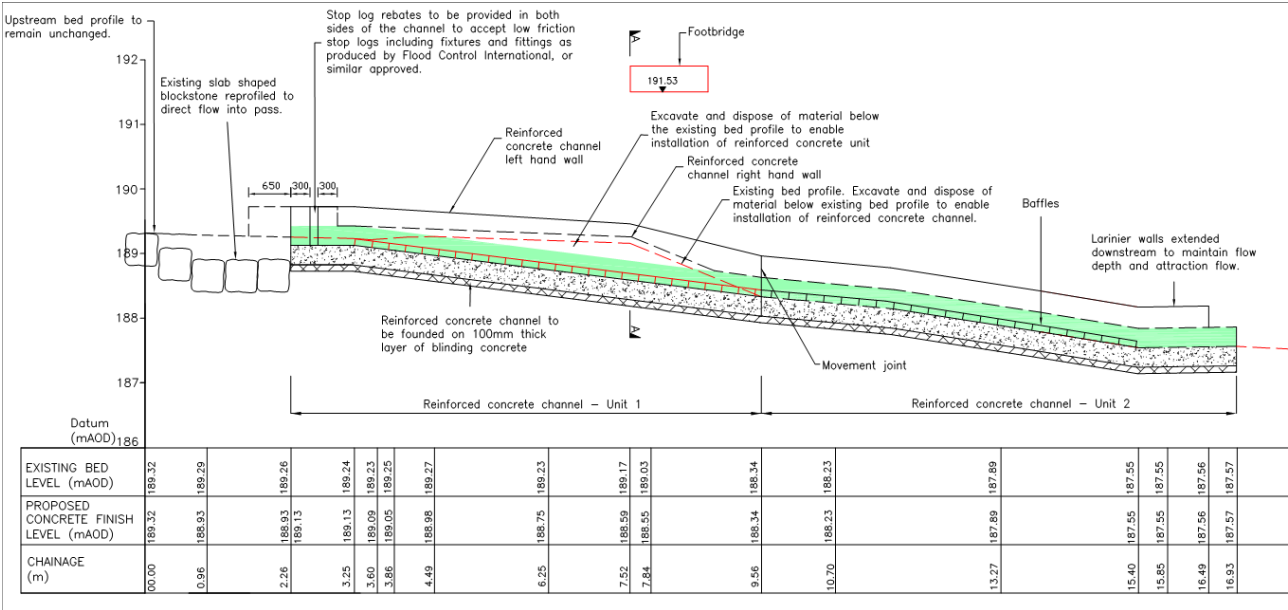 Upstream bed profile to
remain unchanged.
Stop log rebates to be provided in both
sides of the channel to accept low friction
stop logs including fixtures and fittings as
produced by Flood Control International, or
similar approved.
A
Footbridge
191.53
192
191
190
189
188
187
186
Existing slab shaped
blockstone reprofiled to
direct flow into pass.
Reinforced
concrete channel
left hand wall
Excavate and dispose of material below
the existing bed profile to enable
installation of reinforced concrete unit
Reinforced concrete
channel right hand wall
Existing bed profile. Excavate and dispose of
material below existing bed profile to enable
installation of reinforced concrete channel.
Baffles
Larinier walls extended
downstream to maintain flow
depth and attraction flow.
650
300
300
Reinforced concrete channel to
be founded on 100mm thick
layer of blinding concrete
A
Movement joint
Reinforced concrete channel – Unit 1
Reinforced concrete channel – Unit 2
Datum
(mAOD)
EXISTING BED
LEVEL (mAOD)
189.32 189.29 189.26 189.24 189.23 189.25 189.27 189.23 189.17 189.03 188.34 188.23 187.89 187.55 187.55 187.56 187.57
PROPOSED
CONCRETE FINISH
LEVEL (mAOD)
189.32 188.93 188.93 189.13 189.13 189.09 189.05 188.98 188.75 188.59 188.55 188.34 188.23 187.89 187.55 187.55 187.56 187.57
CHAINAGE
(m)
00.00 0.96 2.26 3.25 3.60 3.86 4.49 6.25 7.52 7.84 9.56 10.70 13.27 15.40 15.85 16.49 16.93